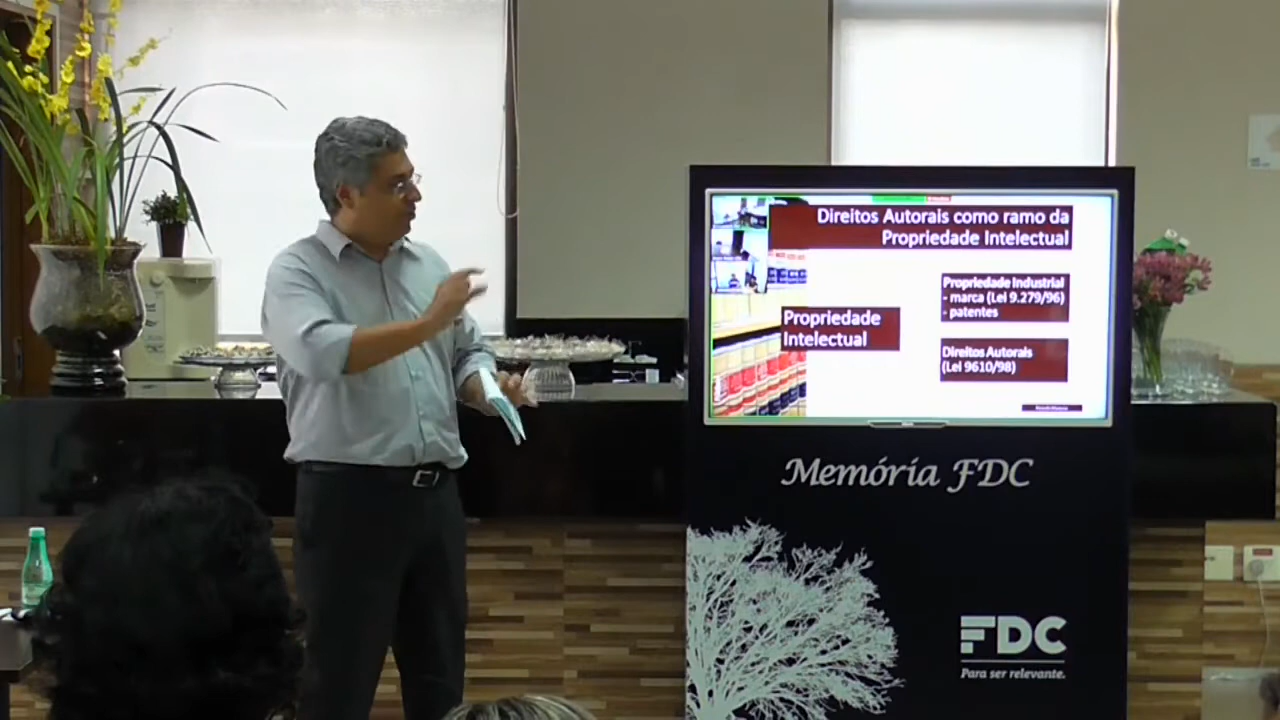 Direitos Autorais como ramo da
Propriedade Intelectual
Propriedade Industrial
- marca (Lei 9.279/96)
- patentes
Propriedade
Intelectual
Direitos Autorais
(Lei 9610/98)
Memória FDC
FDC
Para ser relevante.